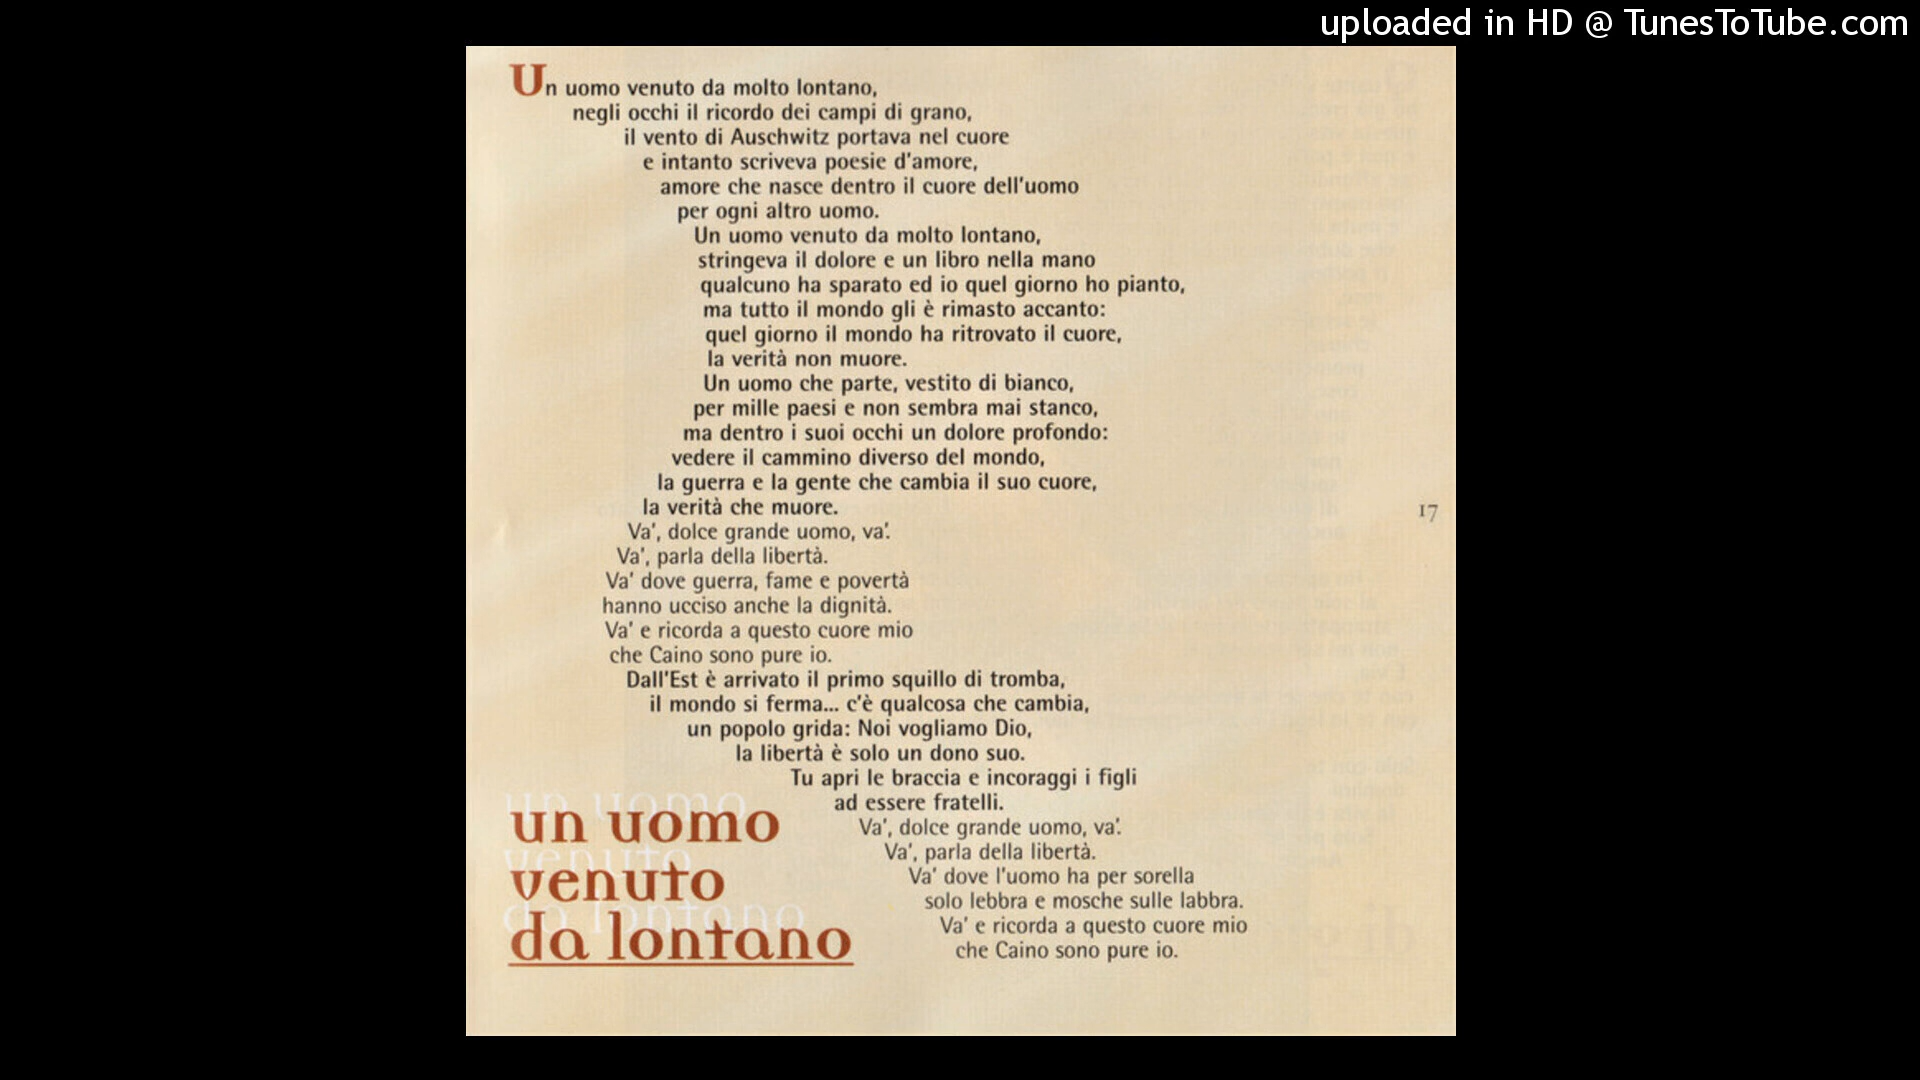 uploaded in HD @ TunesToTube.com
Un uomo venuto da molto lontano,
negli occhi il ricordo dei campi di grano,
il vento di Auschwitz portava nel cuore
e intanto scriveva poesie d'amore,
amore che nasce dentro il cuore dell'uomo
per ogni altro uomo.
Un uomo venuto da molto lontano,
stringeva il dolore e un libro nella mano
qualcuno ha sparato ed io quel giorno ho pianto,
ma tutto il mondo gli è rimasto accanto:
quel giorno il mondo ha ritrovato il cuore,
la verità non muore.
Un uomo che parte, vestito di bianco,
per mille paesi e non sembra mai stanco,
ma dentro i suoi occhi un dolore profondo:
vedere il cammino diverso del mondo,
la guerra e la gente che cambia il suo cuore,
la verità che muore.
Va', dolce grande uomo, va'.
Va', parla della libertà.
Va' dove guerra, fame e povertà
hanno ucciso anche la dignità.
Va' e ricorda a questo cuore mio
che Caino sono pure io.
Dall'Est è arrivato il primo squillo di tromba,
il mondo si ferma... c'è qualcosa che cambia,
un popolo grida: Noi vogliamo Dio,
la libertà è solo un dono suo.
Tu apri le braccia e incoraggi i figli
ad essere fratelli.
Va', dolce grande uomo, va'.
Va', parla della libertà.
Va' dove l'uomo ha per sorella
solo lebbra e mosche sulle labbra.
Va' e ricorda a questo cuore mio
che Caino sono pure io.
17
un uomo
venuto
da lontano